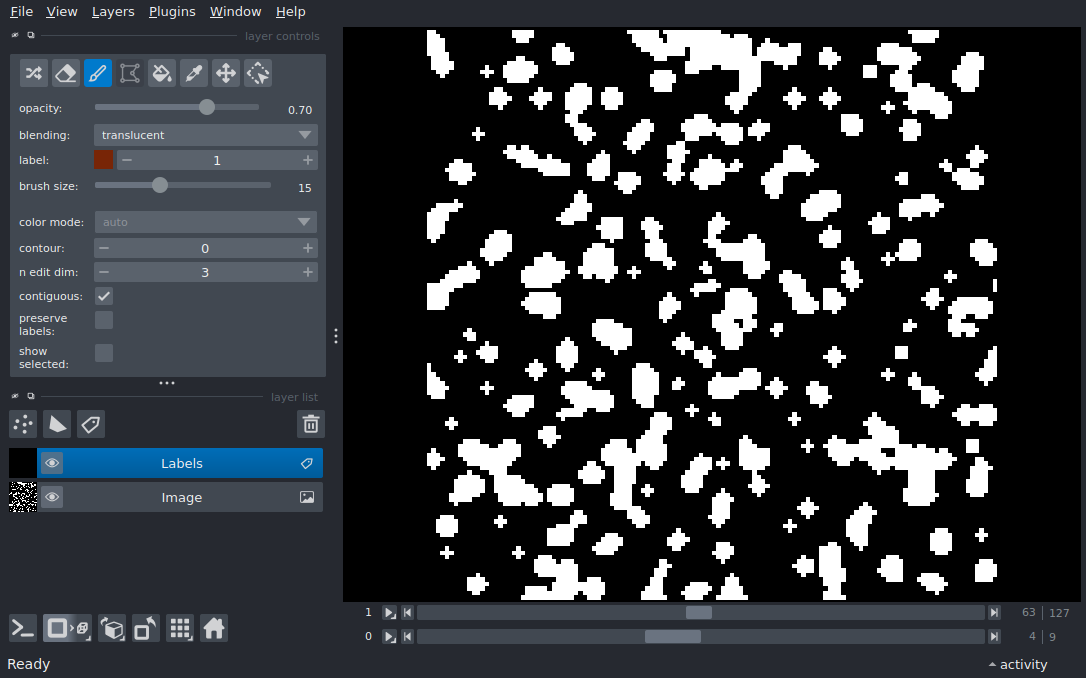 File View Layers Plugins Window Help
layer controls
opacity: 0.70
blending: translucent
label: 1
brush size: 15
color mode: auto
contour: 0
n edit dim: 3
contiguous:
preserve
labels:
show
selected:
layer list
Labels
Image
1 63 127
0 4 9
Ready activity